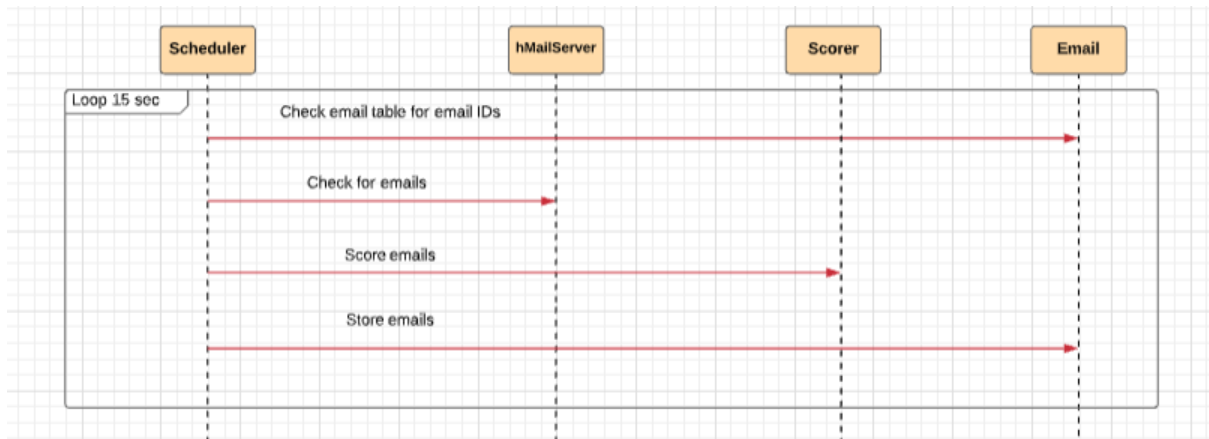 Scheduler
hMailServer
Scorer
Email
Loop 15 sec
Check email table for email IDs
Check for emails
Score emails
Store emails